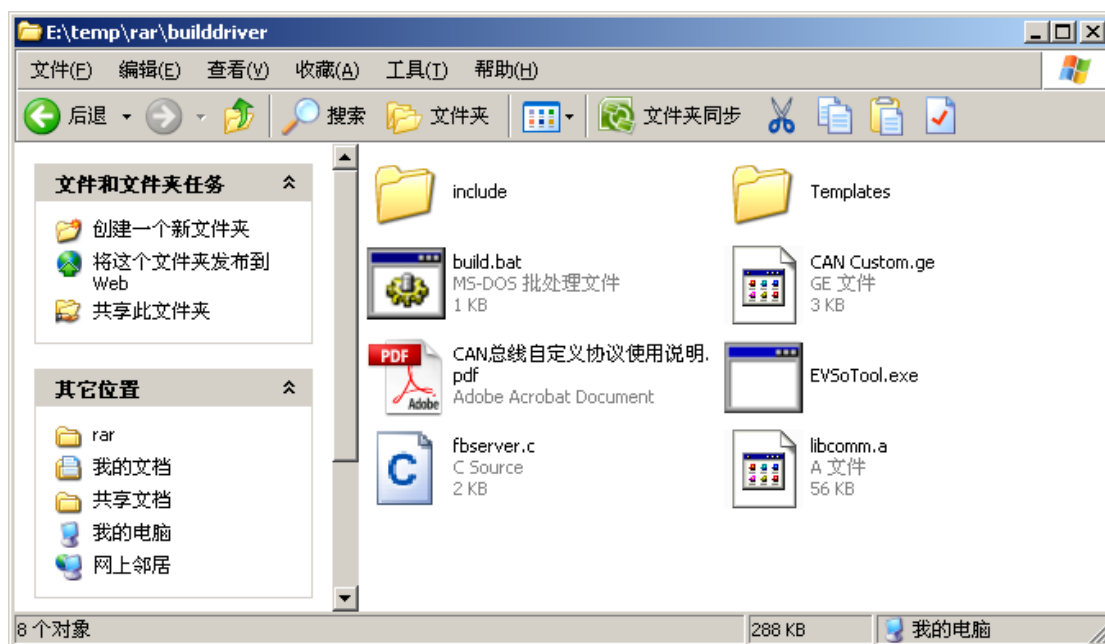 E:\temp\rar\builddriver
文件(F) 编辑(E) 查看(V) 收藏(A) 工具(T) 帮助(H)
后退 搜索 文件夹 文件夹同步
文件和文件夹任务
创建一个新文件夹
将这个文件夹发布到
Web
共享此文件夹
其它位置
rar
我的文档
共享文档
我的电脑
网上邻居
include
Templates
build.bat
MS-DOS 批处理文件
1 KB
CAN Custom.ge
GE 文件
3 KB
PDF
Adobe
CAN总线自定义协议使用说明.
pdf
Adobe Acrobat Document
EVSoTool.exe
C
fbserver.c
C Source
2 KB
libcomm.a
A 文件
56 KB
8 个对象 288 KB 我的电脑